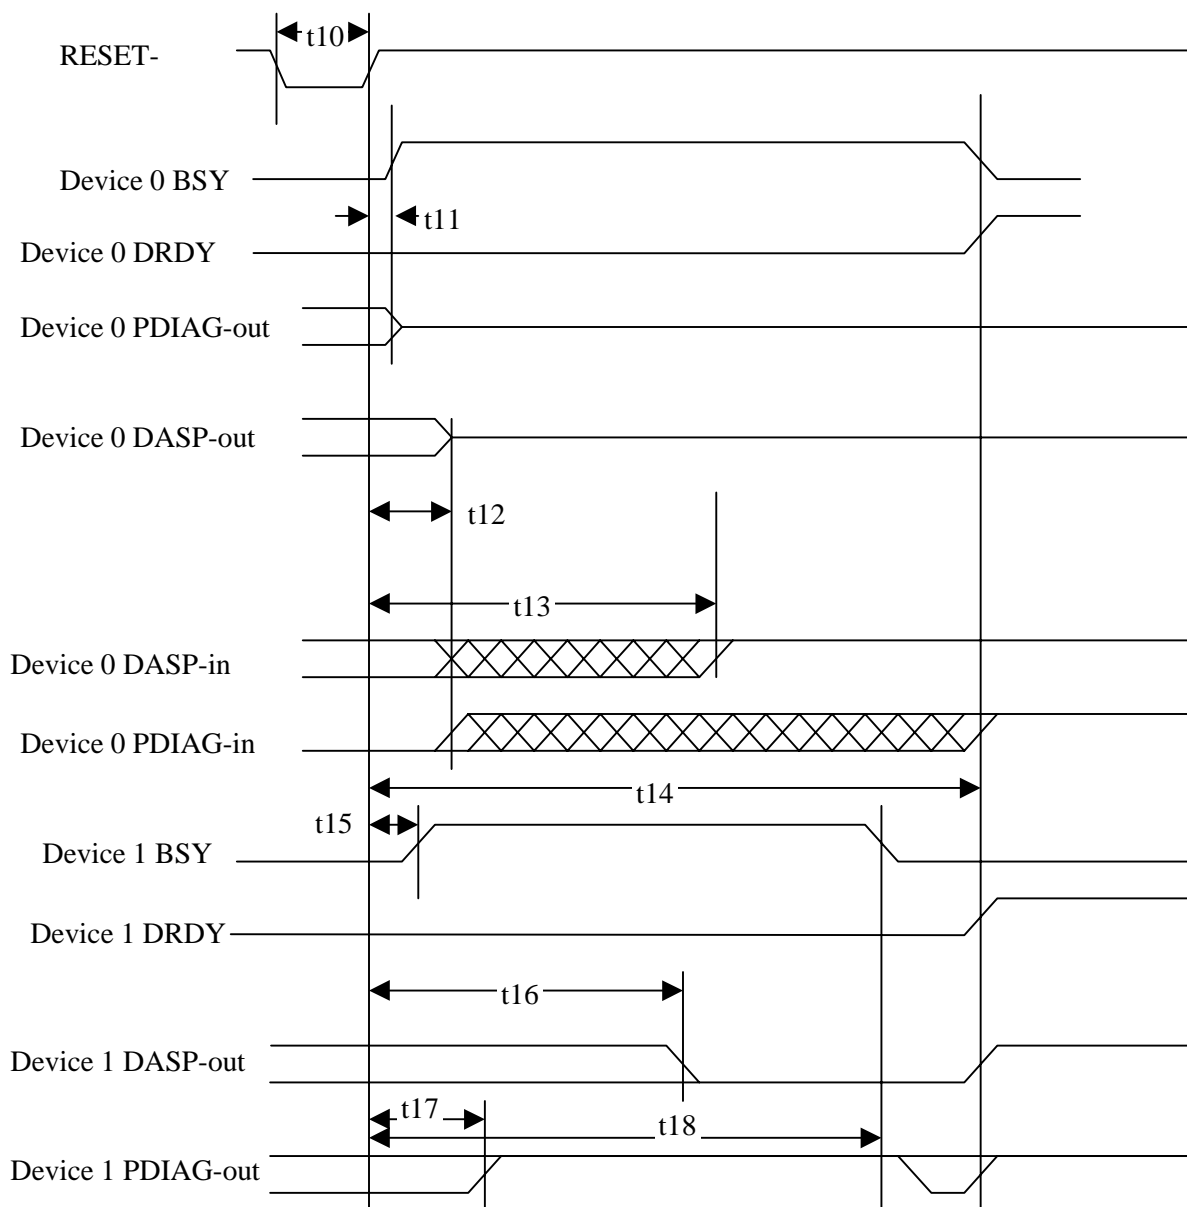 t10
RESET-
Device 0 BSY
t11
Device 0 DRDY
Device 0 PDIAG-out
Device 0 DASP-out
t12
t13
Device 0 DASP-in
Device 0 PDIAG-in
t14
t15
Device 1 BSY
Device 1 DRDY
t16
Device 1 DASP-out
t17
t18
Device 1 PDIAG-out